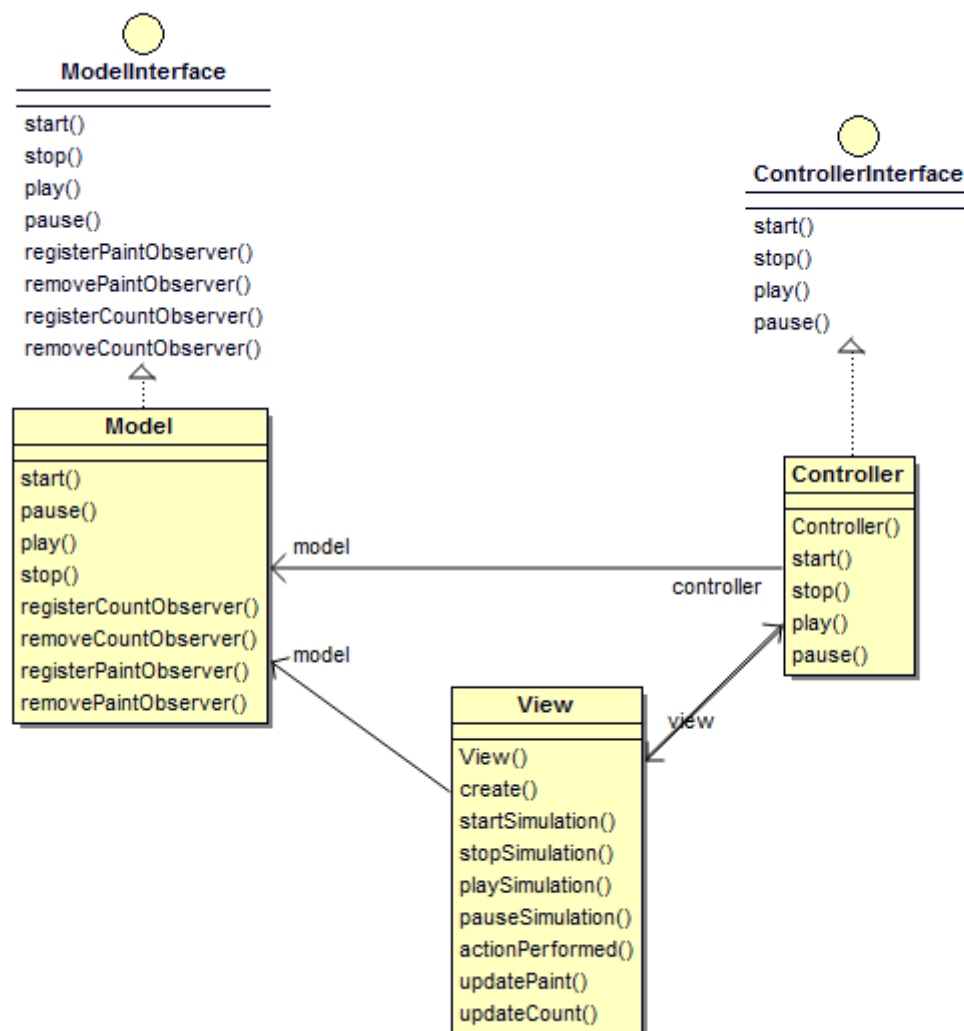 ModelInterface
start()
stop()
play()
pause()
registerPaintObserver()
removePaintObserver()
registerCountObserver()
removeCountObserver()
ControllerInterface
start()
stop()
play()
pause()
Model
start()
pause()
play()
stop()
registerCountObserver()
removeCountObserver()
registerPaintObserver()
removePaintObserver()
model
controller
model
view
Controller
Controller()
start()
stop()
play()
pause()
View
View()
create()
startSimulation()
stopSimulation()
playSimulation()
pauseSimulation()
actionPerformed()
updatePaint()
updateCount()